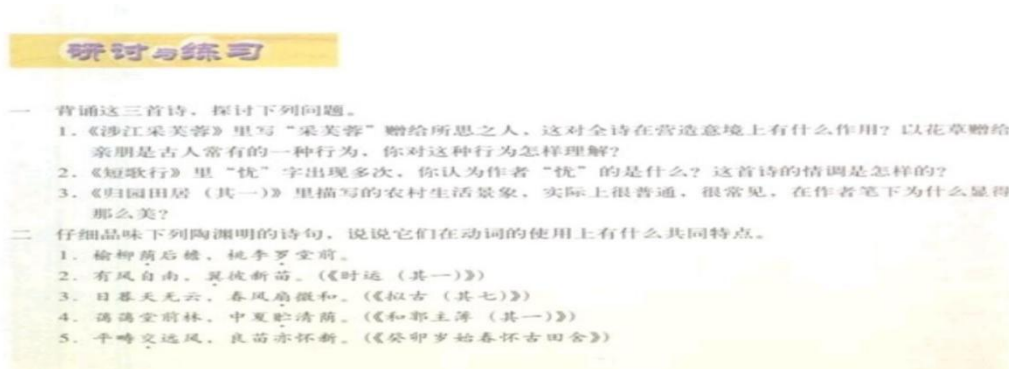 研讨与练习
一 背诵这三首诗,探讨下列问题。
1.《涉江采芙蓉》里写“采芙蓉”赠给所思之人,这对全诗在营造意境上有什么作用?以花草赠给
亲朋是古人常有的一种行为,你对这种行为怎样理解?
2.《短歌行》里“忧”字出现多次,你认为作者“忧”的是什么?这首诗的情调是怎样的?
3.《归园田居(其一)》里描写的农村生活景象,实际上很普通,很常见,在作者笔下为什么显得
那么美?
二 仔细品味下列陶渊明的诗句,说说它们在动词的使用上有什么共同特点。
1. 榆柳荫后檐,桃李罗堂前。
2. 有风自南,翼彼新苗。(《时运(其一)》)
3. 日暮天无云,春风扇微和。(《拟古(其七)》)
4. 蔼蔼堂前林,中夏贮清荫。(《和郭主簿(其一)》)
5. 平畴交远风,良苗亦怀新。(《癸卯岁始春怀古田舍》)